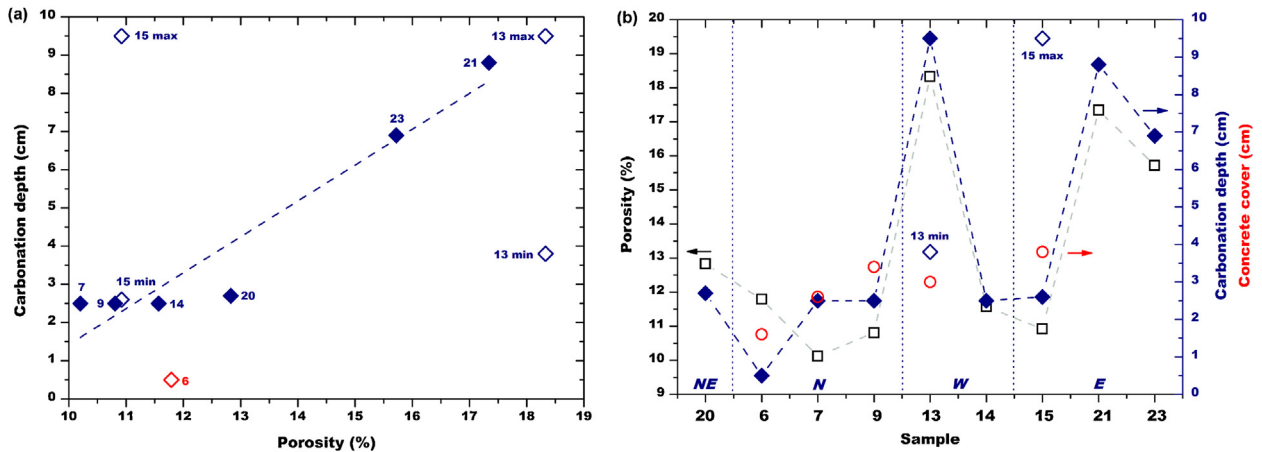 (a)
Carbonation depth (cm)
10
9
8
7
6
5
4
3
2
1
0
15 max
13 max
21
23
13 min
15 min
7
9
14
20
6
10 11 12 13 14 15 16 17 18 19
Porosity (%)
(b)
Porosity (%)
20
19
18
17
16
15
14
13
12
11
10
9
15 max
13 min
NE N W E
20 6 7 9 13 14 15 21 23
Sample
10
9
8
7
6
5
4
3
2
1
0
Carbonation depth (cm)
Concrete cover (cm)